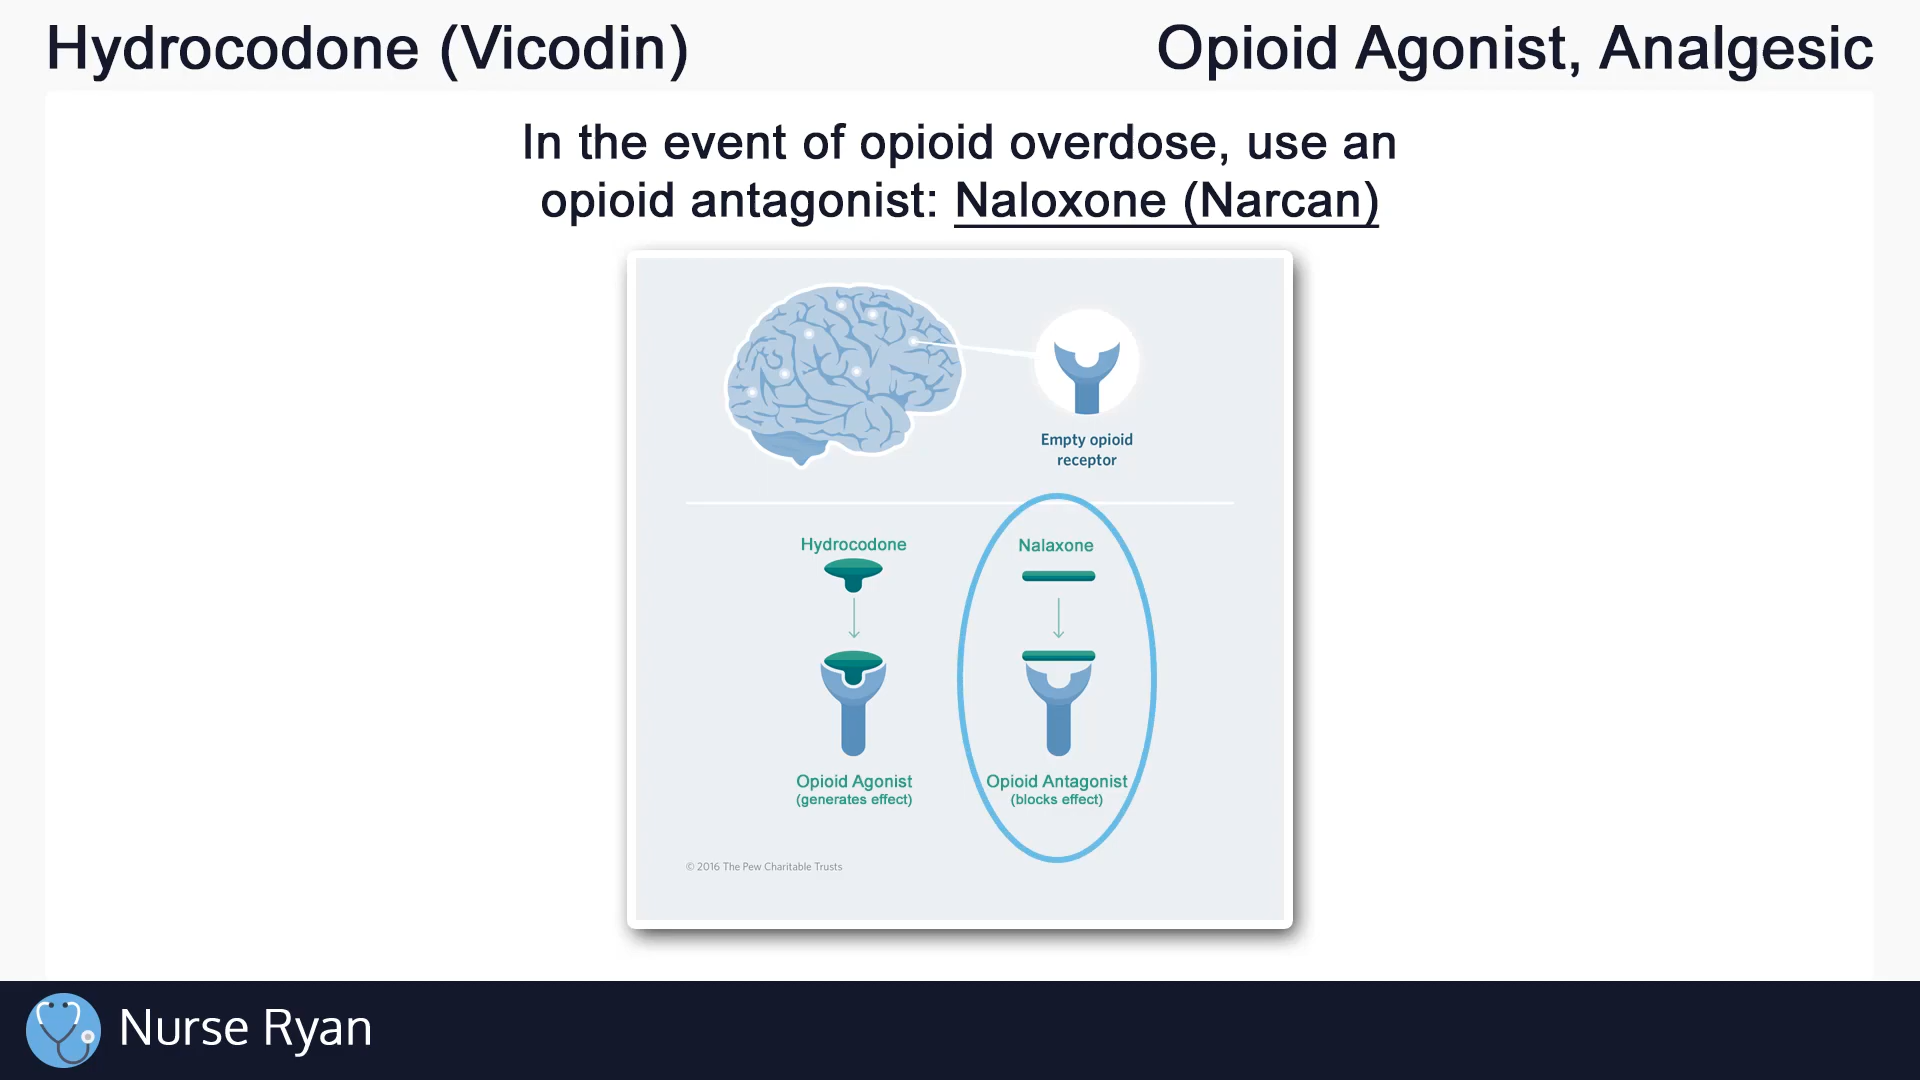 Hydrocodone (Vicodin)
Opioid Agonist, Analgesic
In the event of opioid overdose, use an
opioid antagonist: Naloxone (Narcan)
Empty opioid
receptor
Hydrocodone
Nalaxone
Opioid Agonist
(generates effect)
Opioid Antagonist
(blocks effect)
© 2016 The Pew Charitable Trusts
Nurse Ryan